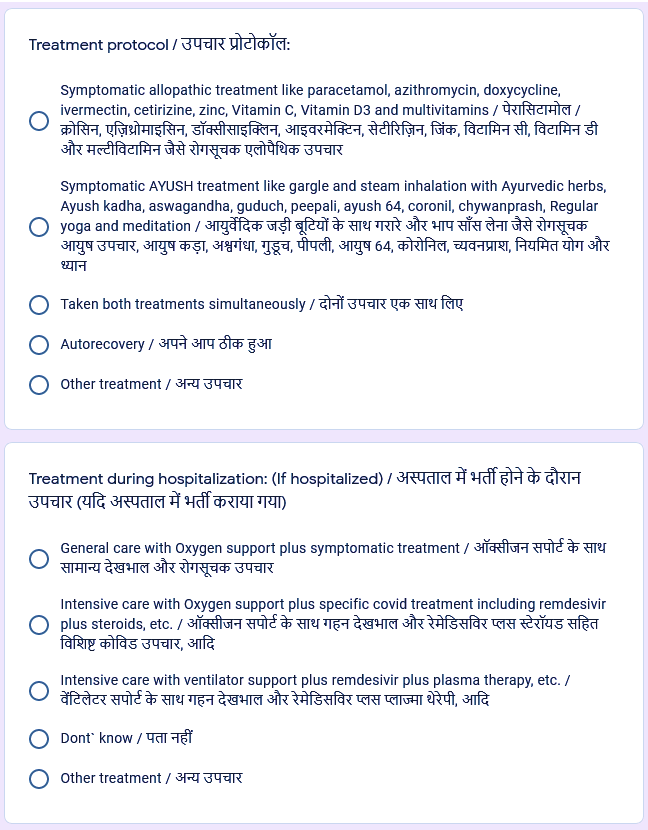 Treatment protocol / उपचार प्रोटोकॉल:
Symptomatic allopathic treatment like paracetamol, azithromycin, doxycycline,
ivermectin, cetirizine, zinc, Vitamin C, Vitamin D3 and multivitamins / पेरासिटामोल /
क्रोसिन, एज़िथ्रोमाइसिन, डॉक्सीसाइक्लिन, आइवरमेक्टिन, सेटीरिज़िन, जिंक, विटामिन सी, विटामिन डी
और मल्टीविटामिन जैसे रोगसूचक एलोपैथिक उपचार
Symptomatic AYUSH treatment like gargle and steam inhalation with Ayurvedic herbs,
Ayush kadha, aswagandha, guduch, peepali, ayush 64, coronil, chywanprash, Regular
yoga and meditation / आयुर्वेदिक जड़ी बूटियों के साथ गरारे और भाप साँस लेना जैसे रोगसूचक
आयुष उपचार, आयुष कड़ा, अश्वगंधा, गुडूच, पीपली, आयुष 64, कोरोनिल, च्यवनप्राश, नियमित योग और
ध्यान
Taken both treatments simultaneously / दोनों उपचार एक साथ लिए
Autorecovery / अपने आप ठीक हुआ
Other treatment / अन्य उपचार
Treatment during hospitalization: (If hospitalized) / अस्पताल में भर्ती होने के दौरान
उपचार (यदि अस्पताल में भर्ती कराया गया)
General care with Oxygen support plus symptomatic treatment / ऑक्सीजन सपोर्ट के साथ
सामान्य देखभाल और रोगसूचक उपचार
Intensive care with Oxygen support plus specific covid treatment including remdesivir
plus steroids, etc. / ऑक्सीजन सपोर्ट के साथ गहन देखभाल और रेमेडिसविर प्लस स्टेरॉयड सहित
विशिष्ट कोविड उपचार, आदि
Intensive care with ventilator support plus remdesivir plus plasma therapy, etc. /
वेंटिलेटर सपोर्ट के साथ गहन देखभाल और रेमेडिसविर प्लस प्लाज्मा थेरेपी, आदि
Dont` know / पता नहीं
Other treatment / अन्य उपचार